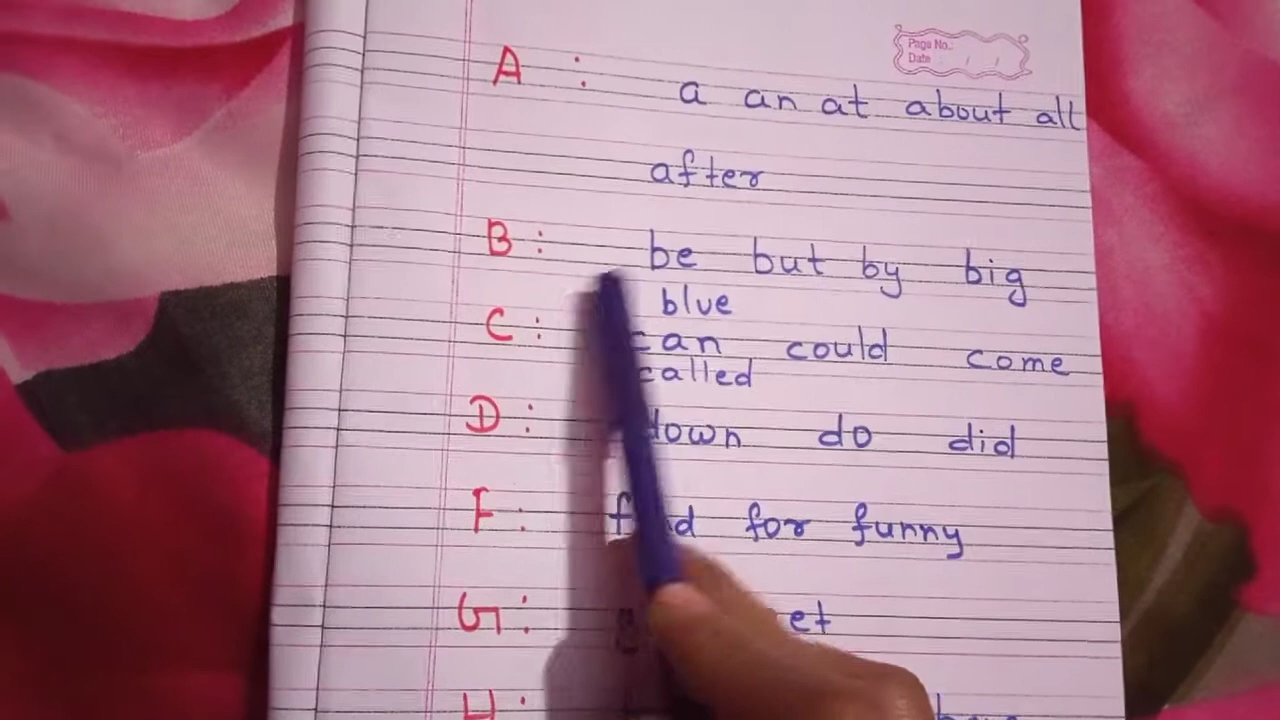 Page No.:
Date / /
A : a an at about all
after
B : be but by big
blue
C : can could come
called
D : down do did
F : for funny
G :
H :